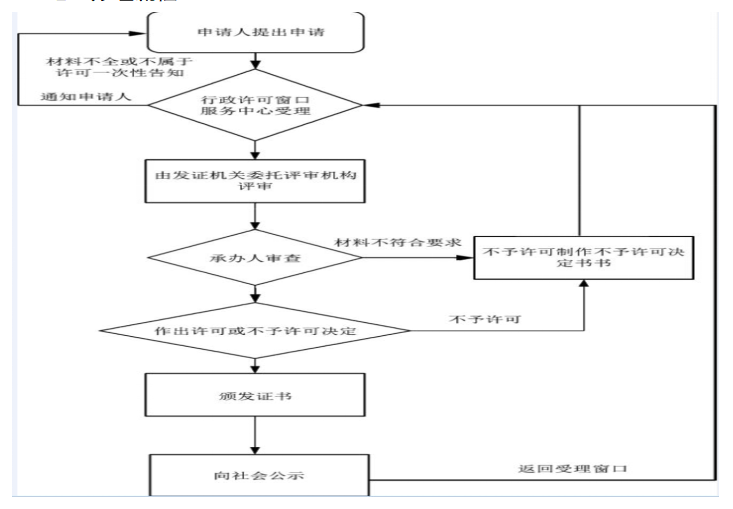 申请人提出申请
材料不全或不属于
许可一次性告知
通知申请人
行政许可窗口
服务中心受理
由发证机关委托评审机构
评审
承办人审查
材料不符合要求
不予许可制作不予许可决
定书书
作出许可或不予许可决定
不予许可
颁发证书
向社会公示
返回受理窗口